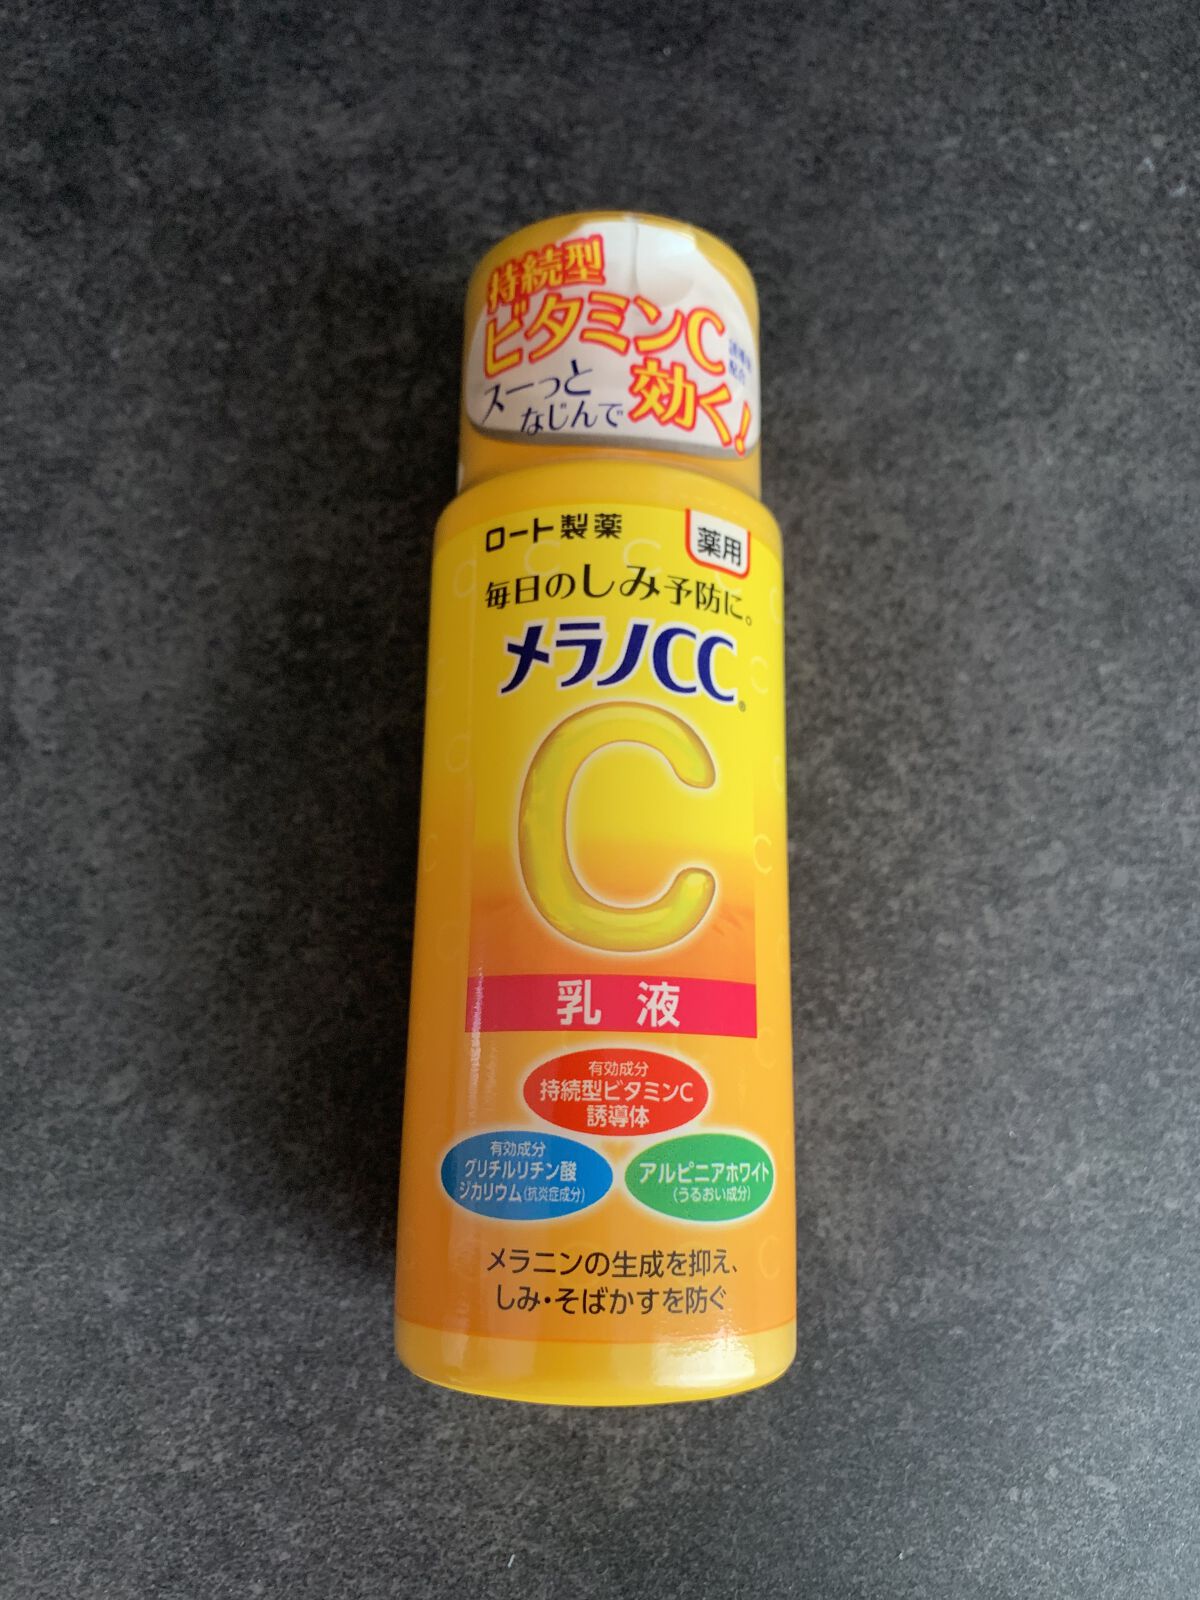 持続型
ビタミンC
スーっと
なじんで
効く!
ロート製薬
薬用
毎日のしみ予防に。
メラノCC®
C
乳液
有効成分
持続型ビタミンC
誘導体
有効成分
グリチルリチン酸
ジカリウム(抗炎症成分)
アルピニアホワイト
(うるおい成分)
メラニンの生成を抑え、
しみ・そばかすを防ぐ